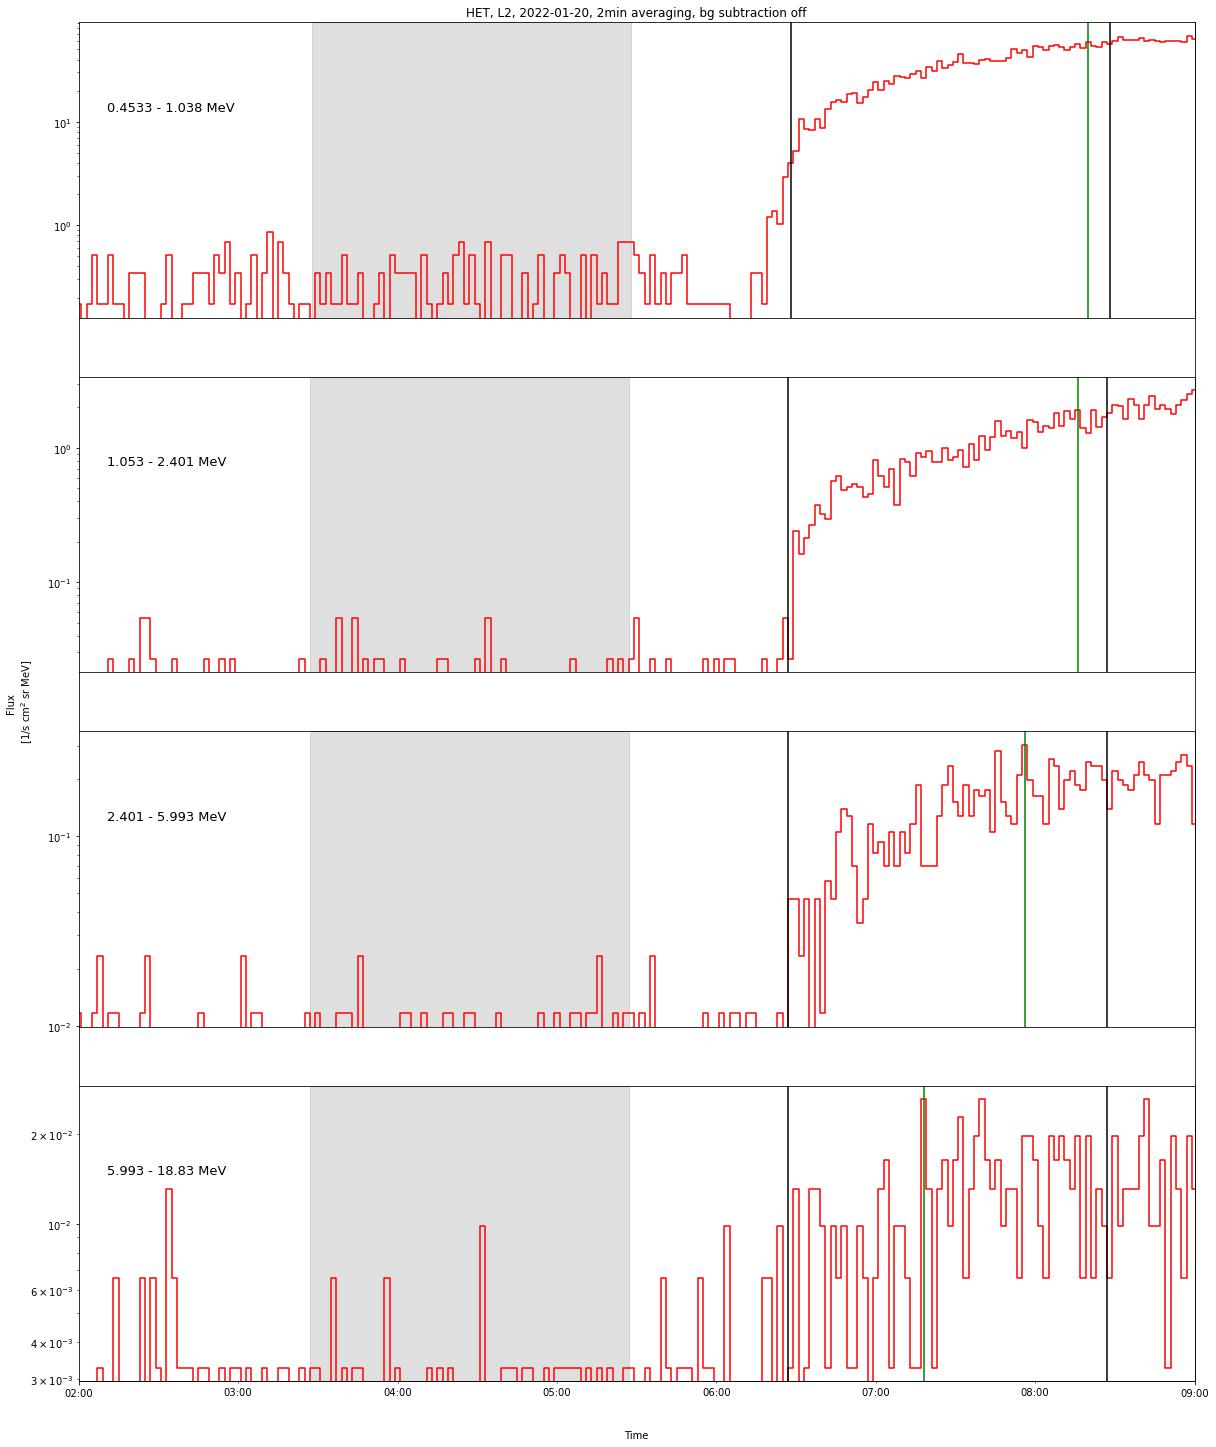 HET, L2, 2022-01-20, 2min averaging, bg subtraction off
0.4533 - 1.038 MeV
10¹
10⁰
1.053 - 2.401 MeV
10⁰
10⁻¹
Flux
[1/s cm² sr MeV]
2.401 - 5.993 MeV
10⁻¹
10⁻²
5.993 - 18.83 MeV
2 × 10⁻²
10⁻²
6 × 10⁻³
4 × 10⁻³
3 × 10⁻³
02:00 03:00 04:00 05:00 06:00 07:00 08:00 09:00
Time